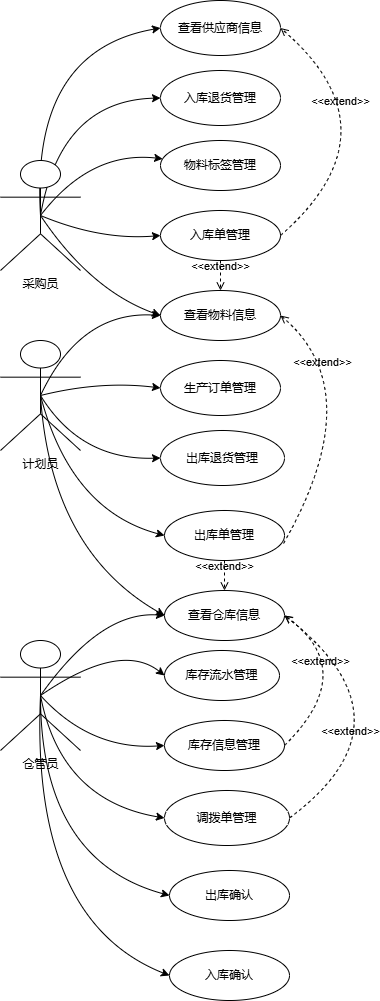 查看供应商信息
入库退货管理
<<extend>>
物料标签管理
入库单管理
<<extend>>
采购员
查看物料信息
<<extend>>
生产订单管理
计划员
出库退货管理
出库单管理
<<extend>>
查看仓库信息
<<extend>>
库存流水管理
<<extend>>
库存信息管理
仓管员
调拨单管理
出库确认
入库确认